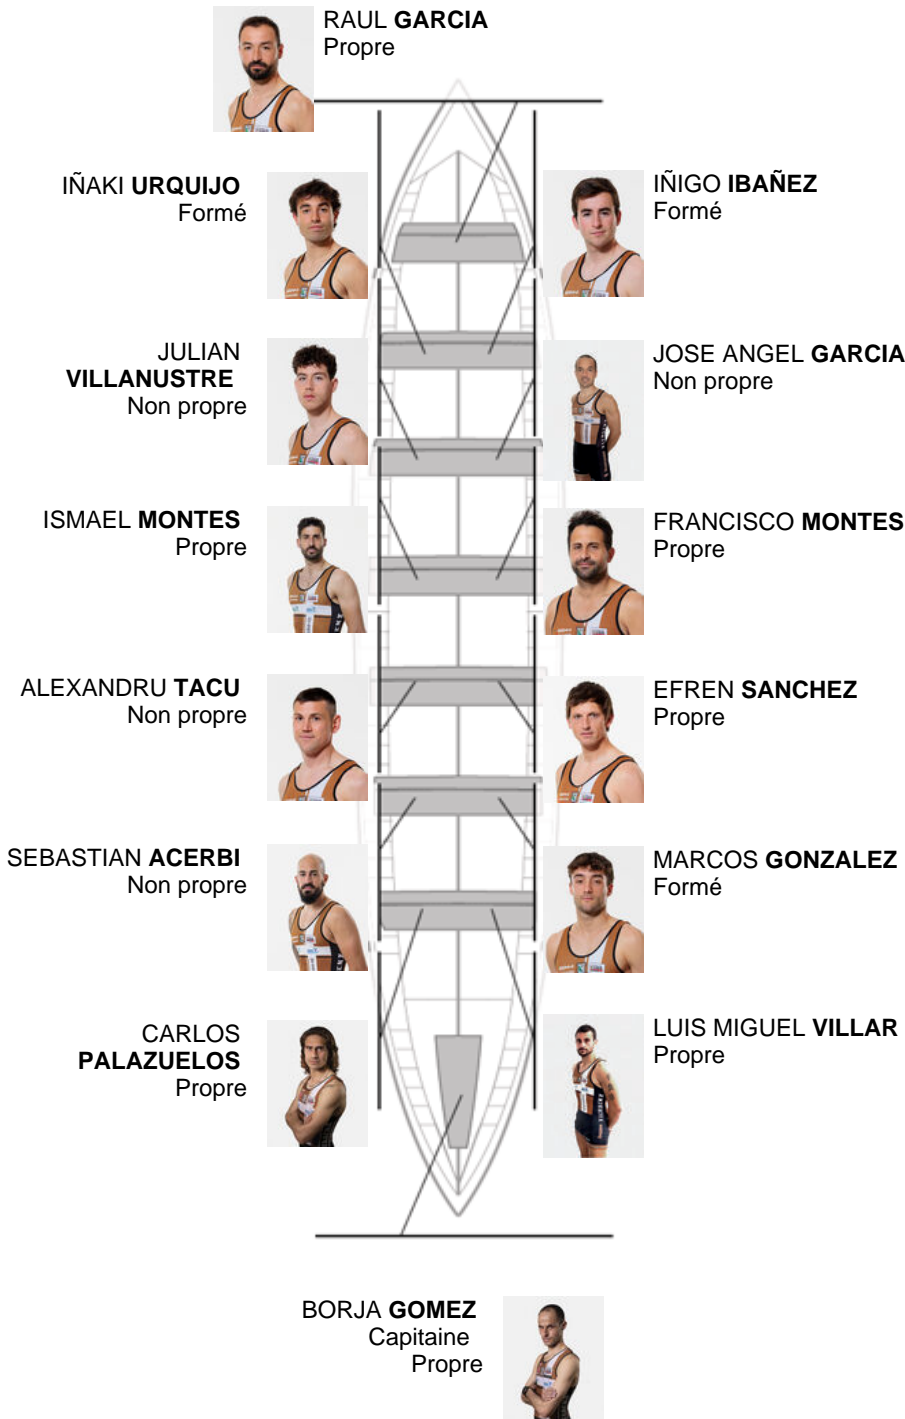 RAUL GARCIA
Propre
IÑAKI URQUIJO
Formé
IÑIGO IBAÑEZ
Formé
JULIAN
VILLANUSTRE
Non propre
JOSE ANGEL GARCIA
Non propre
ISMAEL MONTES
Propre
FRANCISCO MONTES
Propre
ALEXANDRU TACU
Non propre
EFREN SANCHEZ
Propre
SEBASTIAN ACERBI
Non propre
MARCOS GONZALEZ
Formé
CARLOS
PALAZUELOS
Propre
LUIS MIGUEL VILLAR
Propre
BORJA GOMEZ
Capitaine
Propre